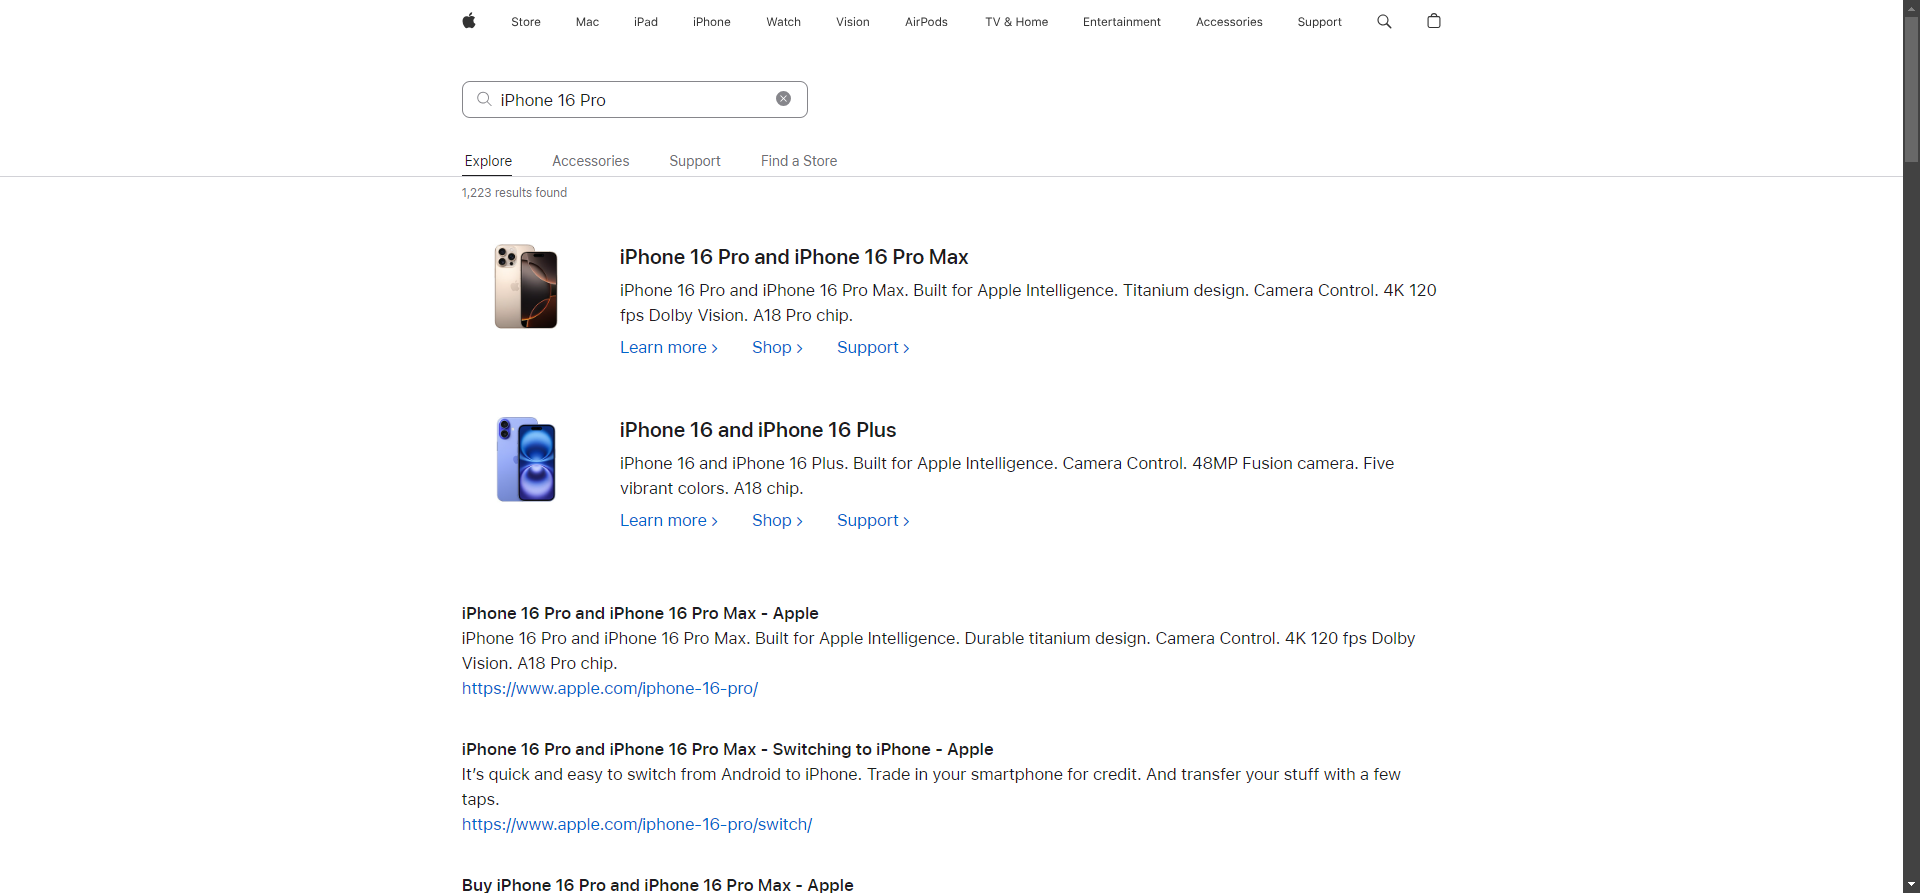 Store Mac iPad iPhone Watch Vision AirPods TV & Home Entertainment Accessories Support
iPhone 16 Pro
Explore Accessories Support Find a Store
1,223 results found
iPhone 16 Pro and iPhone 16 Pro Max
iPhone 16 Pro and iPhone 16 Pro Max. Built for Apple Intelligence. Titanium design. Camera Control. 4K 120
fps Dolby Vision. A18 Pro chip.
Learn more > Shop > Support >
iPhone 16 and iPhone 16 Plus
iPhone 16 and iPhone 16 Plus. Built for Apple Intelligence. Camera Control. 48MP Fusion camera. Five
vibrant colors. A18 chip.
Learn more > Shop > Support >
iPhone 16 Pro and iPhone 16 Pro Max - Apple
iPhone 16 Pro and iPhone 16 Pro Max. Built for Apple Intelligence. Durable titanium design. Camera Control. 4K 120 fps Dolby
Vision. A18 Pro chip.
https://www.apple.com/iphone-16-pro/
iPhone 16 Pro and iPhone 16 Pro Max - Switching to iPhone - Apple
It's quick and easy to switch from Android to iPhone. Trade in your smartphone for credit. And transfer your stuff with a few
taps.
https://www.apple.com/iphone-16-pro/switch/
Buy iPhone 16 Pro and iPhone 16 Pro Max - Apple